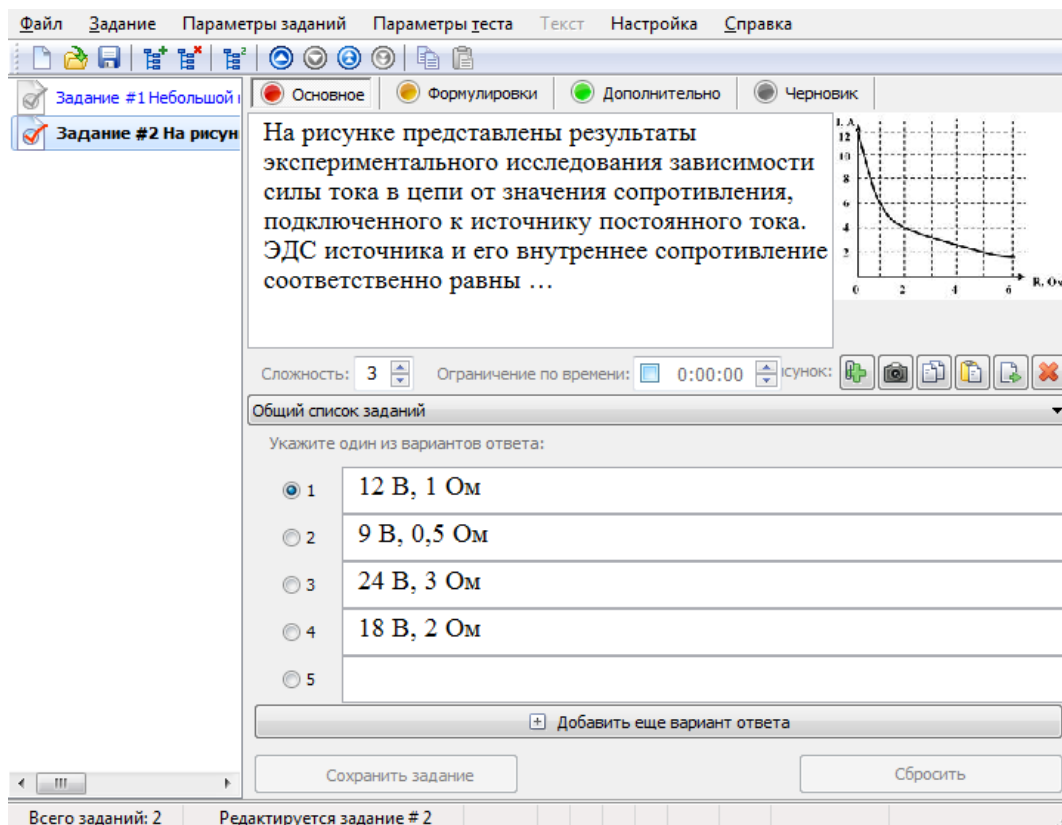 Файл Задание Параметры заданий Параметры теста Текст Настройка Справка
Задание #1 Небольшой
Задание #2 На рисун
Основное Формулировки Дополнительно Черновик
На рисунке представлены результаты
экспериментального исследования зависимости
силы тока в цепи от значения сопротивления,
подключенного к источнику постоянного тока.
ЭДС источника и его внутреннее сопротивление
соответственно равны …
I, A
12
10
8
6
4
2
0 2 4 6 R, Ом
Сложность: 3 Ограничение по времени: 0:00:00 исунок:
Общий список заданий
Укажите один из вариантов ответа:
1 12 В, 1 Ом
2 9 В, 0,5 Ом
3 24 В, 3 Ом
4 18 В, 2 Ом
5
Добавить еще вариант ответа
Сохранить задание Сбросить
Всего заданий: 2 Редактируется задание # 2